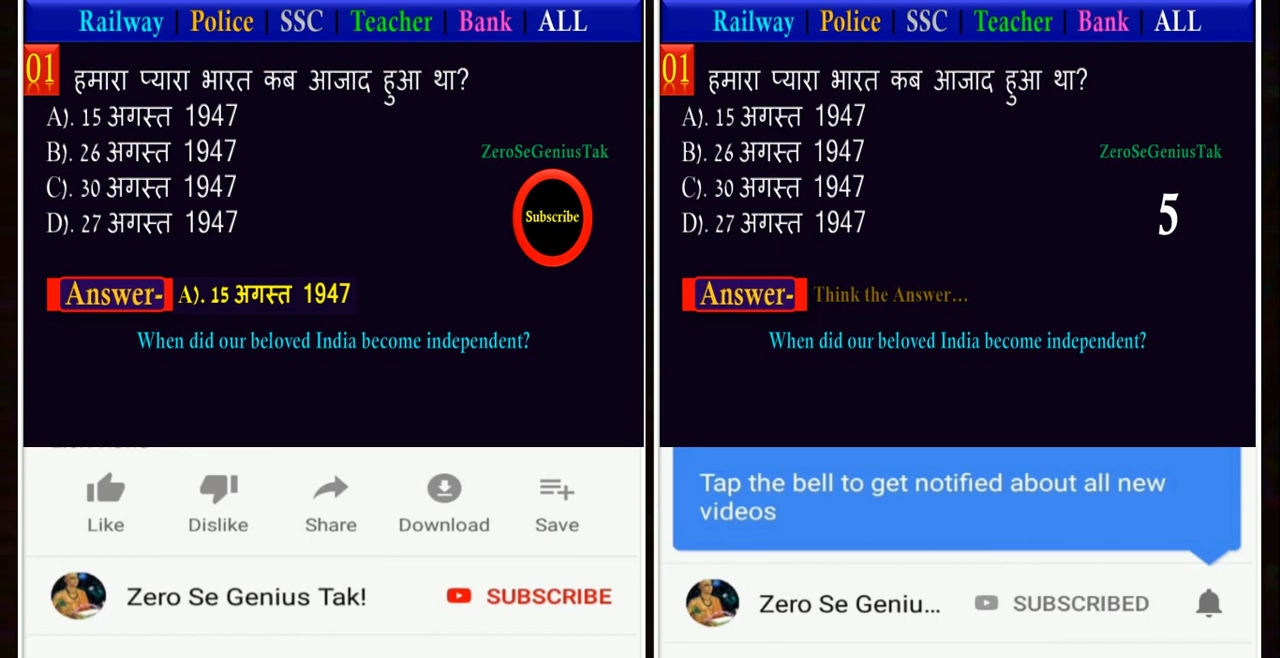 Railway | Police | SSC | Teacher | Bank | ALL
01 हमारा प्यारा भारत कब आजाद हुआ था?
A). 15 अगस्त 1947
B). 26 अगस्त 1947
ZeroSeGeniusTak
C). 30 अगस्त 1947
Subscribe
D). 27 अगस्त 1947
Answer- A). 15 अगस्त 1947
When did our beloved India become independent?
Like Dislike Share Download Save
Zero Se Genius Tak! SUBSCRIBE
Railway | Police | SSC | Teacher | Bank | ALL
01 हमारा प्यारा भारत कब आजाद हुआ था?
A). 15 अगस्त 1947
B). 26 अगस्त 1947
ZeroSeGeniusTak
C). 30 अगस्त 1947
5
D). 27 अगस्त 1947
Answer- Think the Answer...
When did our beloved India become independent?
Tap the bell to get notified about all new
videos
Zero Se Geniu... SUBSCRIBED